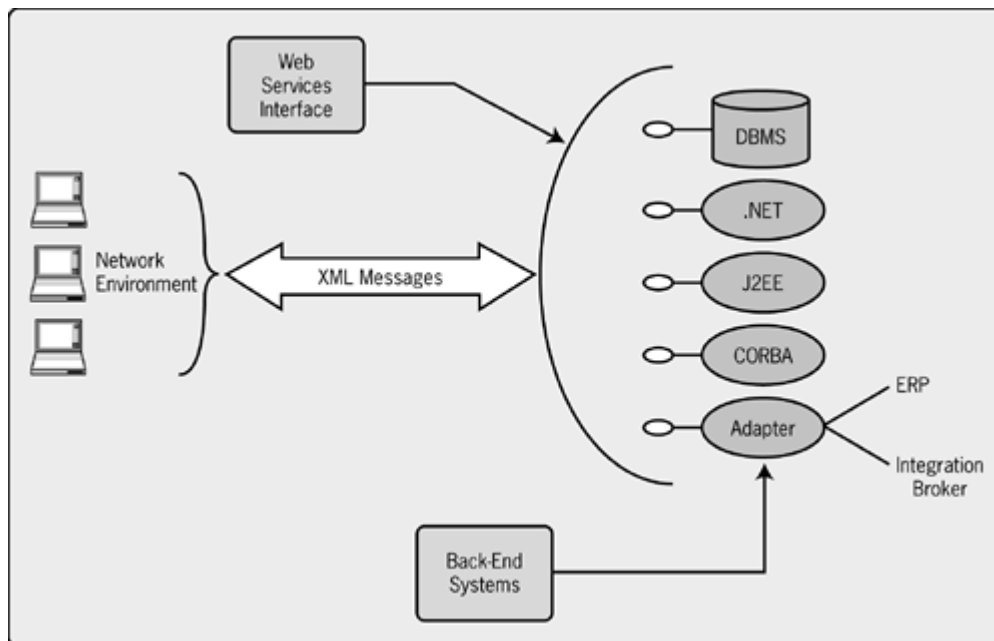 Web
Services
Interface
DBMS
.NET
Network
Environment
XML Messages
J2EE
CORBA
ERP
Adapter
Integration
Broker
Back-End
Systems